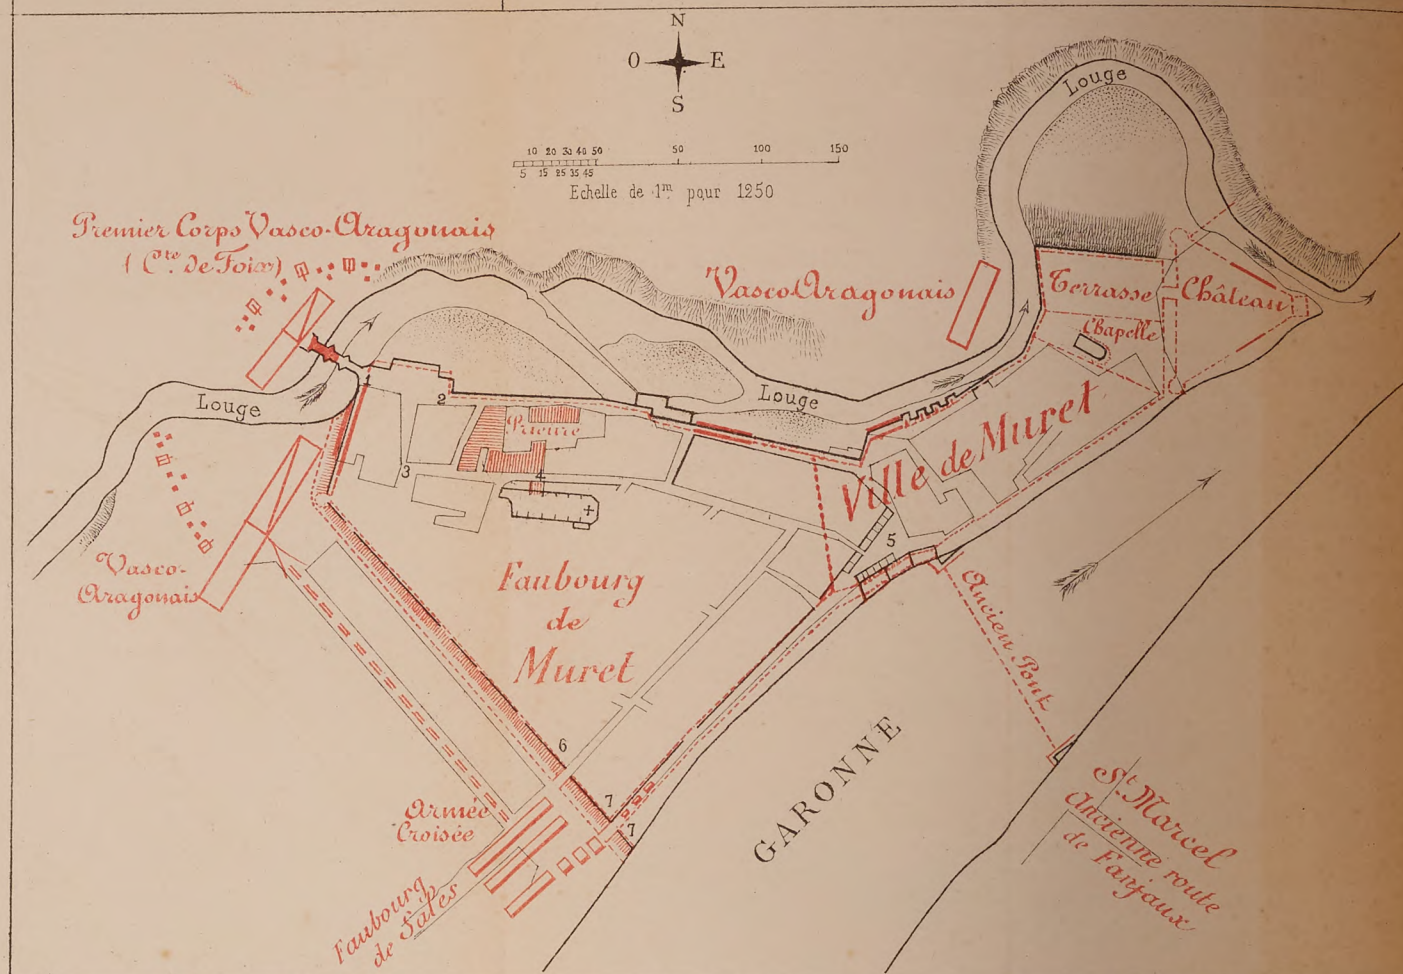 N
O E
S
10 20 30 40 50 50 100 150
5 15 25 35 45
Echelle de 1m pour 1250
Louge
Premier Corps Vasco-Aragonais
(Cte de Foix)
Vasco-Aragonais
Terrasse
Château
Chapelle
Louge
Louge
1
2
Prieuré
3
4
Ville de Muret
5
Vasco-
Aragonais
Faubourg
de
Muret
Ancien Pont
6
7
7
GARONNE
Armée
Croisée
Faubourg
de Sales
St. Marcel
Ancienne route
de Fanjaux